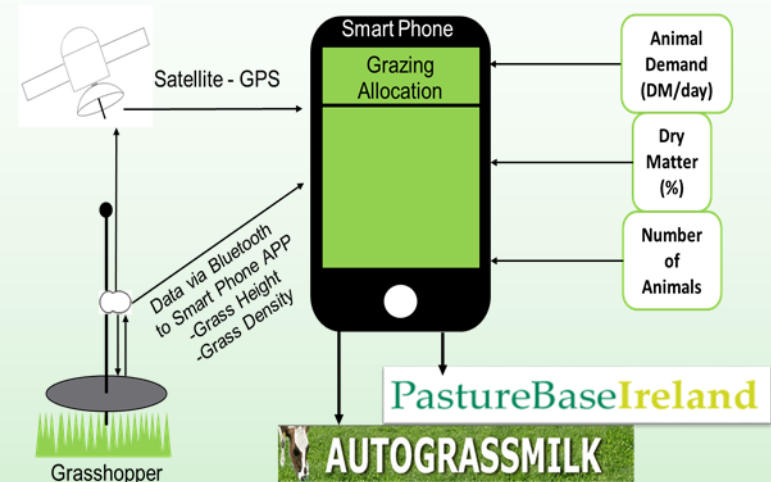 Smart Phone
Grazing
Allocation
Satellite - GPS
Animal
Demand
(DM/day)
Dry
Matter
(%)
Number
of
Animals
Data via Bluetooth
to Smart Phone APP
-Grass Height
-Grass Density
PastureBaseIreland
AUTOGRASSMILK
Grasshopper